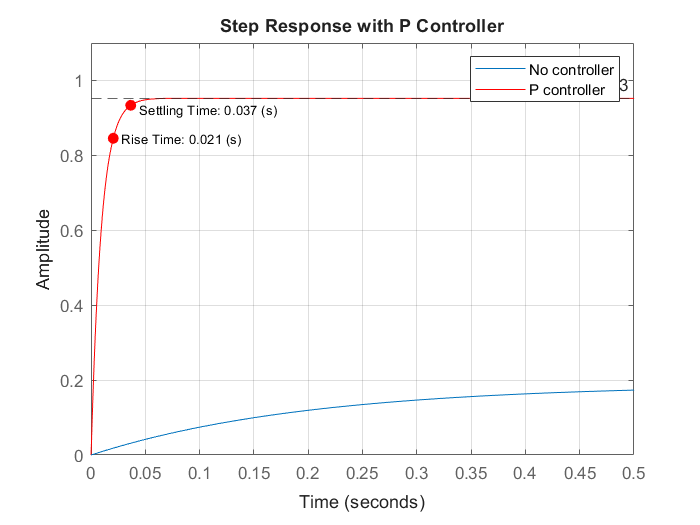 Step Response with P Controller
No controller
P controller
3
Settling Time: 0.037 (s)
Rise Time: 0.021 (s)
Amplitude
1
0.8
0.6
0.4
0.2
0
0 0.05 0.1 0.15 0.2 0.25 0.3 0.35 0.4 0.45 0.5
Time (seconds)